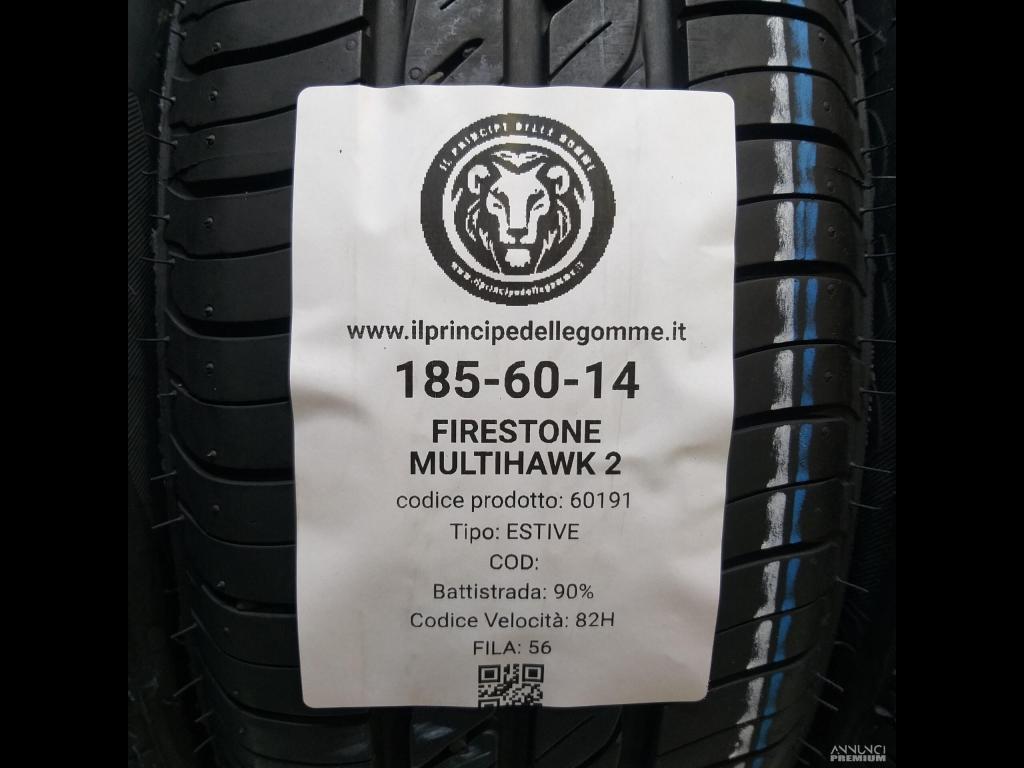 IL PRINCIPE DELLE GOMME
www.ilprincipedellegomme.it
www.ilprincipedellegomme.it
185-60-14
FIRESTONE
MULTIHAWK 2
codice prodotto: 60191
Tipo: ESTIVE
COD:
Battistrada: 90%
Codice Velocità: 82H
FILA: 56
ANNUNCI
PREMIUM